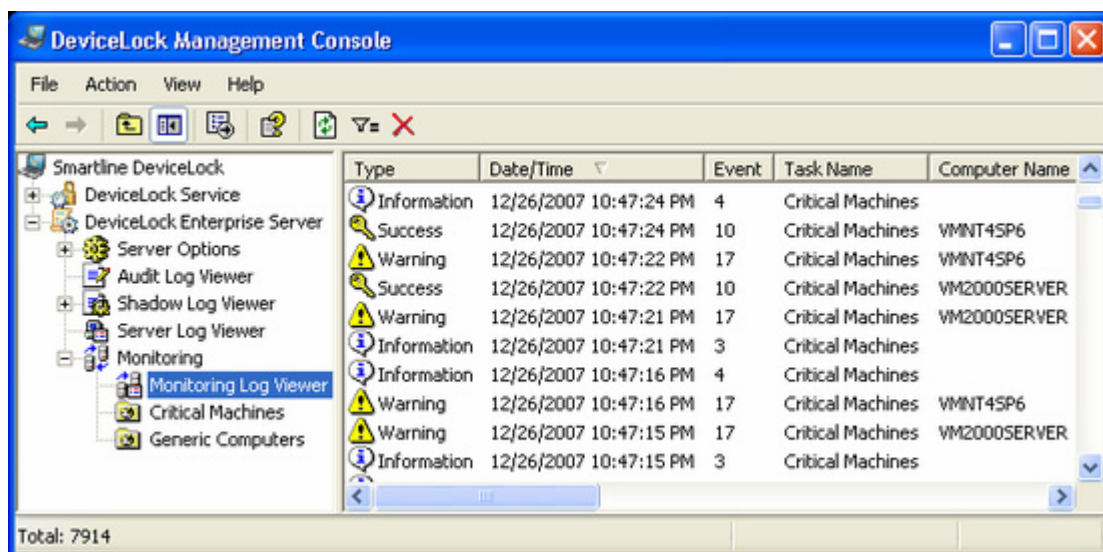 DeviceLock Management Console
File Action View Help
Smartline DeviceLock
DeviceLock Service
DeviceLock Enterprise Server
Server Options
Audit Log Viewer
Shadow Log Viewer
Server Log Viewer
Monitoring
Monitoring Log Viewer
Critical Machines
Generic Computers
Type Date/Time Event Task Name Computer Name
Information 12/26/2007 10:47:24 PM 4 Critical Machines
Success 12/26/2007 10:47:24 PM 10 Critical Machines VMNT4SP6
Warning 12/26/2007 10:47:22 PM 17 Critical Machines VMNT4SP6
Success 12/26/2007 10:47:22 PM 10 Critical Machines VM2000SERVER
Warning 12/26/2007 10:47:21 PM 17 Critical Machines VM2000SERVER
Information 12/26/2007 10:47:21 PM 3 Critical Machines
Information 12/26/2007 10:47:16 PM 4 Critical Machines
Warning 12/26/2007 10:47:16 PM 17 Critical Machines VMNT4SP6
Warning 12/26/2007 10:47:15 PM 17 Critical Machines VM2000SERVER
Information 12/26/2007 10:47:15 PM 3 Critical Machines
Total: 7914